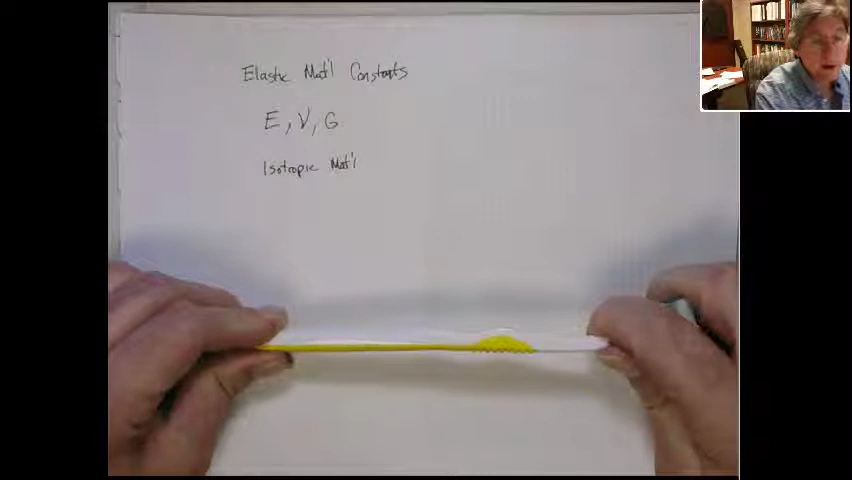 Elastic Mat'l Constants
E, ν, G
Isotropic Mat'l